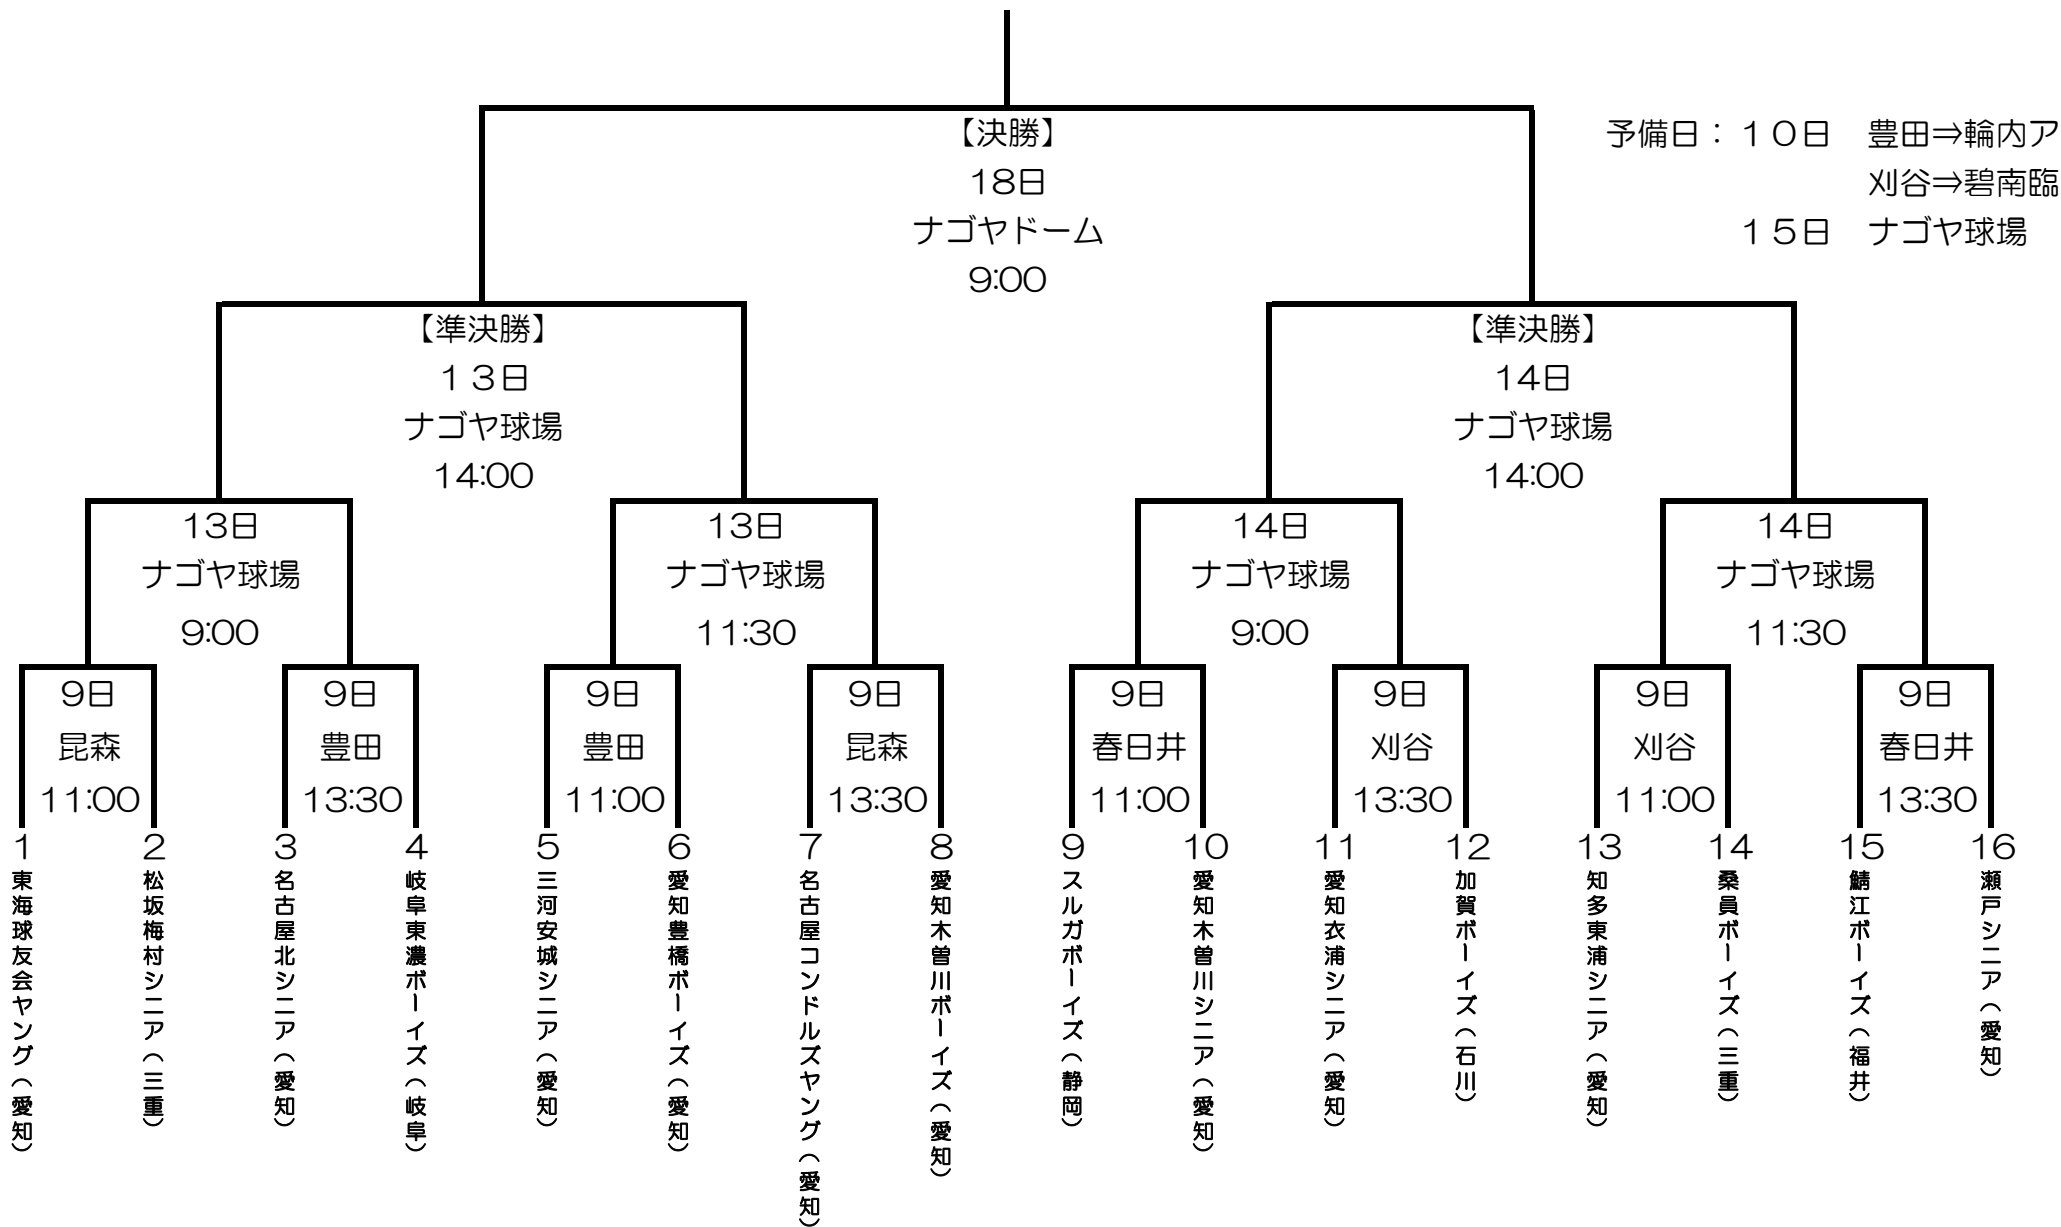 【決勝】
18日
ナゴヤドーム
9:00
予備日：１０日　豊田⇒輪内ア
刈谷⇒碧南臨
１５日　ナゴヤ球場
【準決勝】
１３日
ナゴヤ球場
14:00
【準決勝】
14日
ナゴヤ球場
14:00
13日
ナゴヤ球場
9:00
13日
ナゴヤ球場
11:30
14日
ナゴヤ球場
9:00
14日
ナゴヤ球場
11:30
9日
昆森
11:00
9日
豊田
13:30
9日
豊田
11:00
9日
昆森
13:30
9日
春日井
11:00
9日
刈谷
13:30
9日
刈谷
11:00
9日
春日井
13:30
1
東海球友会ヤング（愛知）
2
松坂梅村シニア（三重）
3
名古屋北シニア（愛知）
4
岐阜東濃ボーイズ（岐阜）
5
三河安城シニア（愛知）
6
愛知豊橋ボーイズ（愛知）
7
名古屋コンドルズヤング（愛知）
8
愛知木曽川ボーイズ（愛知）
9
スルガボーイズ（静岡）
10
愛知木曽川シニア（愛知）
11
愛知衣浦シニア（愛知）
12
加賀ボーイズ（石川）
13
知多東浦シニア（愛知）
14
桑員ボーイズ（三重）
15
鯖江ボーイズ（福井）
16
瀬戸シニア（愛知）